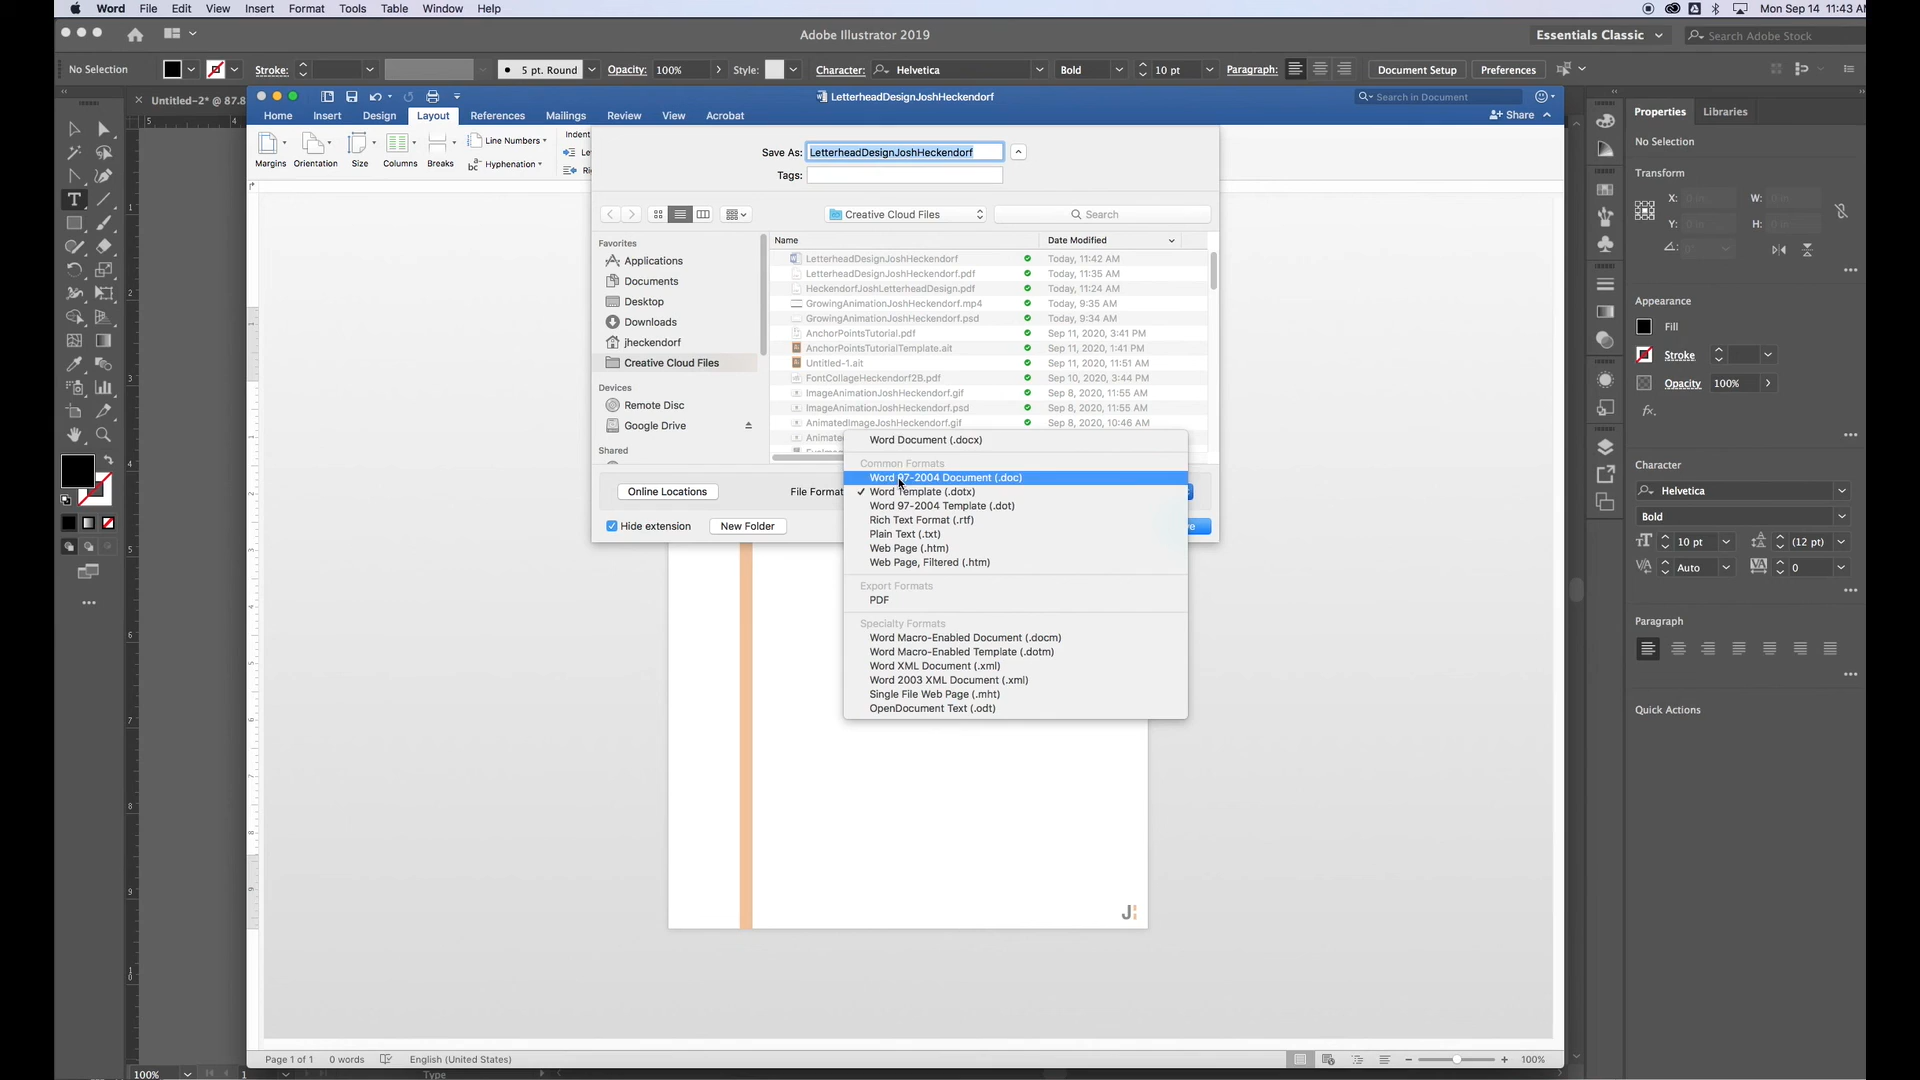 Word File Edit View Insert Format Tools Table Window Help Mon Sep 14 11:43 AM
Adobe Illustrator 2019 Essentials Classic Search Adobe Stock
No Selection Stroke: 5 pt. Round Opacity: 100% Style: Character: Helvetica Bold 10 pt Paragraph: Document Setup Preferences
Untitled-2* @ 87.8
LetterheadDesignJoshHeckendorf Search in Document
Home Insert Design Layout References Mailings Review View Acrobat Share
Margins Orientation Size Columns Breaks Line Numbers Hyphenation Indent
Save As: LetterheadDesignJoshHeckendorf
Tags:
Creative Cloud Files Search
Favorites
Applications
Documents
Desktop
Downloads
jheckendorf
Creative Cloud Files
Devices
Remote Disc
Google Drive
Shared
Name Date Modified
LetterheadDesignJoshHeckendorf Today, 11:42 AM
LetterheadDesignJoshHeckendorf.pdf Today, 11:35 AM
HeckendorfJoshLetterheadDesign.pdf Today, 11:24 AM
GrowingAnimationJoshHeckendorf.mp4 Today, 9:35 AM
GrowingAnimationJoshHeckendorf.psd Today, 9:34 AM
AnchorPointsTutorial.pdf Sep 11, 2020, 3:41 PM
AnchorPointsTutorialTemplate.ait Sep 11, 2020, 1:41 PM
Untitled-1.ait Sep 11, 2020, 11:51 AM
FontCollageHeckendorf2B.pdf Sep 10, 2020, 3:44 PM
ImageAnimationJoshHeckendorf.gif Sep 8, 2020, 11:55 AM
ImageAnimationJoshHeckendorf.psd Sep 8, 2020, 11:55 AM
AnimatedImageJoshHeckendorf.gif Sep 8, 2020, 10:46 AM
Online Locations File Format
Hide extension New Folder
Word Document (.docx)
Common Formats
Word 97-2004 Document (.doc)
Word Template (.dotx)
Word 97-2004 Template (.dot)
Rich Text Format (.rtf)
Plain Text (.txt)
Web Page (.htm)
Web Page, Filtered (.htm)
Export Formats
PDF
Specialty Formats
Word Macro-Enabled Document (.docm)
Word Macro-Enabled Template (.dotm)
Word XML Document (.xml)
Word 2003 XML Document (.xml)
Single File Web Page (.mht)
OpenDocument Text (.odt)
Properties Libraries
No Selection
Transform
X: 0 in W: 0 in
Y: 0 in H: 0 in
Appearance
Fill
Stroke
Opacity 100%
fx.
Character
Helvetica
Bold
10 pt (12 pt)
Auto 0
Paragraph
Quick Actions
J
Page 1 of 1 0 words English (United States) 100%
100% 1 Type